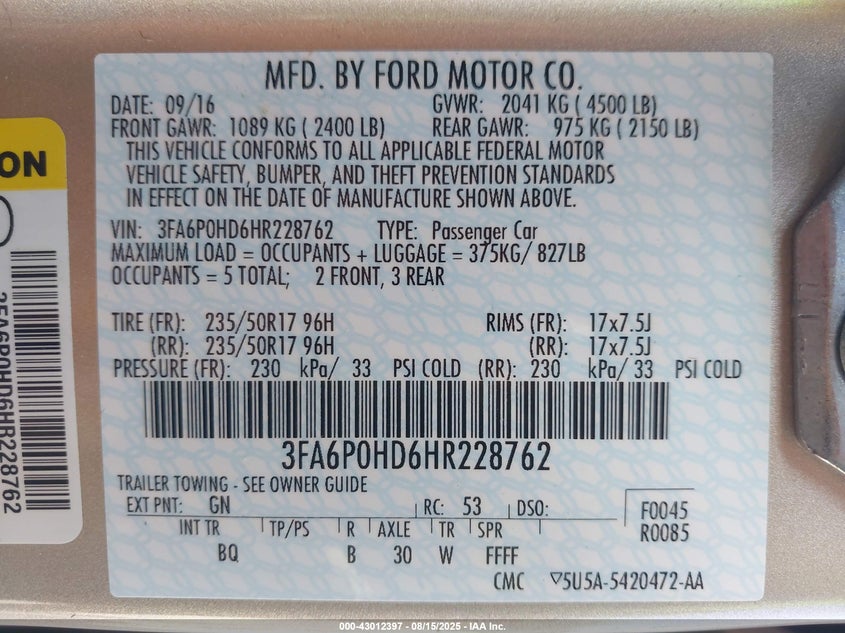 MFD. BY FORD MOTOR CO.
DATE: 09/16 GVWR: 2041 KG ( 4500 LB)
FRONT GAWR: 1089 KG ( 2400 LB) REAR GAWR: 975 KG ( 2150 LB)
THIS VEHICLE CONFORMS TO ALL APPLICABLE FEDERAL MOTOR
VEHICLE SAFETY, BUMPER, AND THEFT PREVENTION STANDARDS
IN EFFECT ON THE DATE OF MANUFACTURE SHOWN ABOVE.
VIN: 3FA6P0HD6HR228762 TYPE: Passenger Car
MAXIMUM LOAD = OCCUPANTS + LUGGAGE = 375KG/ 827LB
OCCUPANTS = 5 TOTAL; 2 FRONT, 3 REAR
TIRE (FR): 235/50R17 96H RIMS (FR): 17x7.5J
(RR): 235/50R17 96H (RR): 17x7.5J
PRESSURE (FR): 230 kPa/ 33 PSI COLD (RR): 230 kPa/ 33 PSI COLD
3FA6P0HD6HR228762
TRAILER TOWING - SEE OWNER GUIDE
EXT PNT: GN RC: 53 DSO: F0045
R0085
INT TR TP/PS R AXLE TR SPR
BQ B 30 W FFFF
CMC ▽5U5A-5420472-AA
ON
3FA6P0HD6HR228762
000-43012397 - 08/15/2025 - IAA Inc.